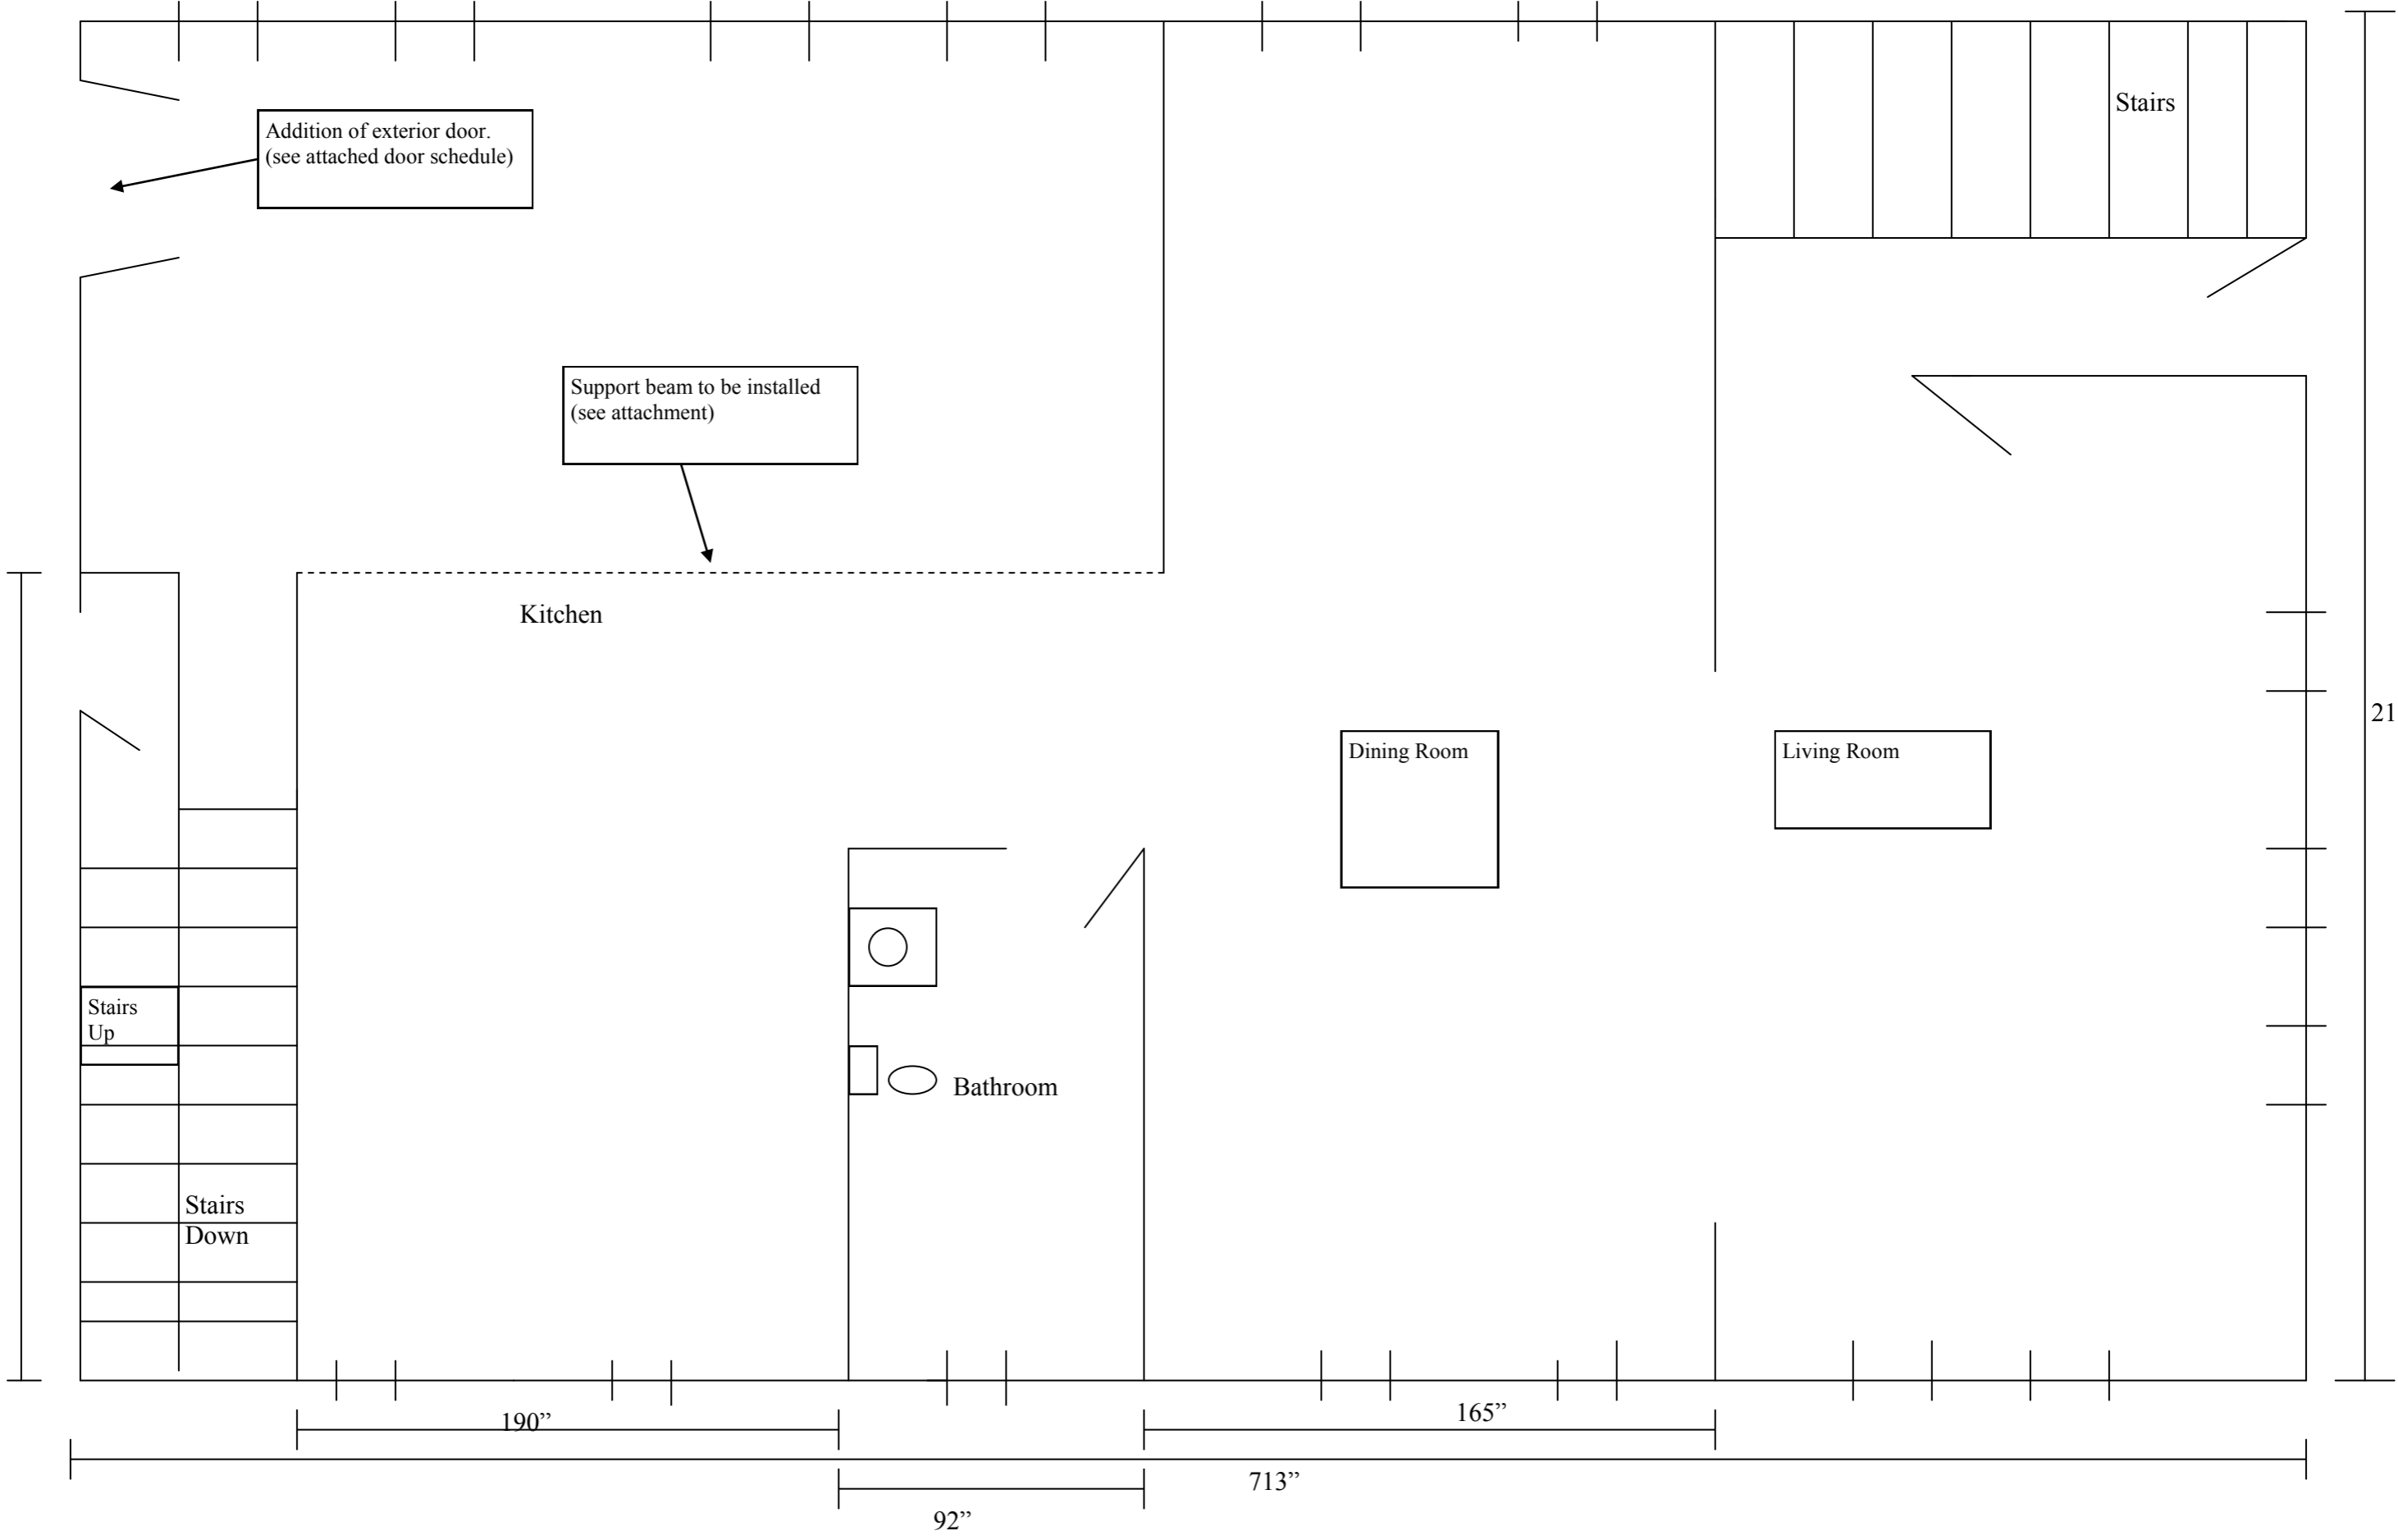 Stairs
Addition of exterior door.
(see attached door schedule)
Support beam to be installed
(see attachment)
Kitchen
21
Dining Room
Living Room
Stairs
Up
Bathroom
Stairs
Down
190”
165”
713”
92”